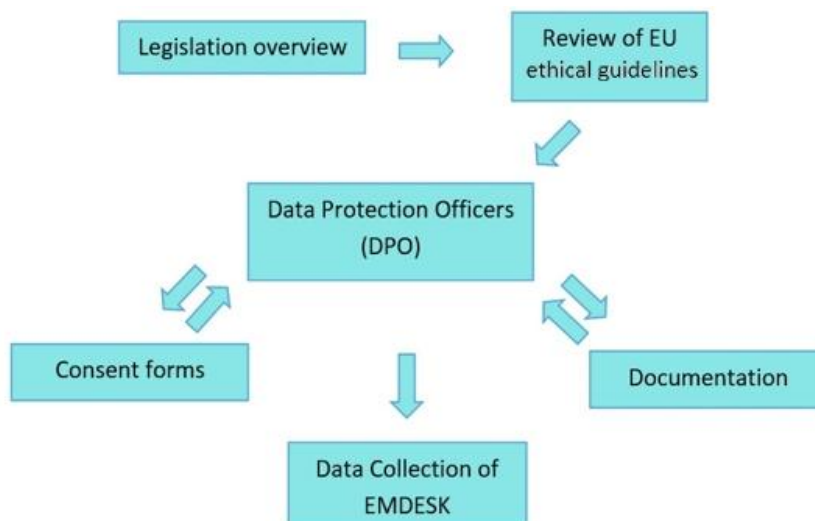 Legislation overview
Review of EU
ethical guidelines
Data Protection Officers
(DPO)
Consent forms
Documentation
Data Collection of
EMDESK